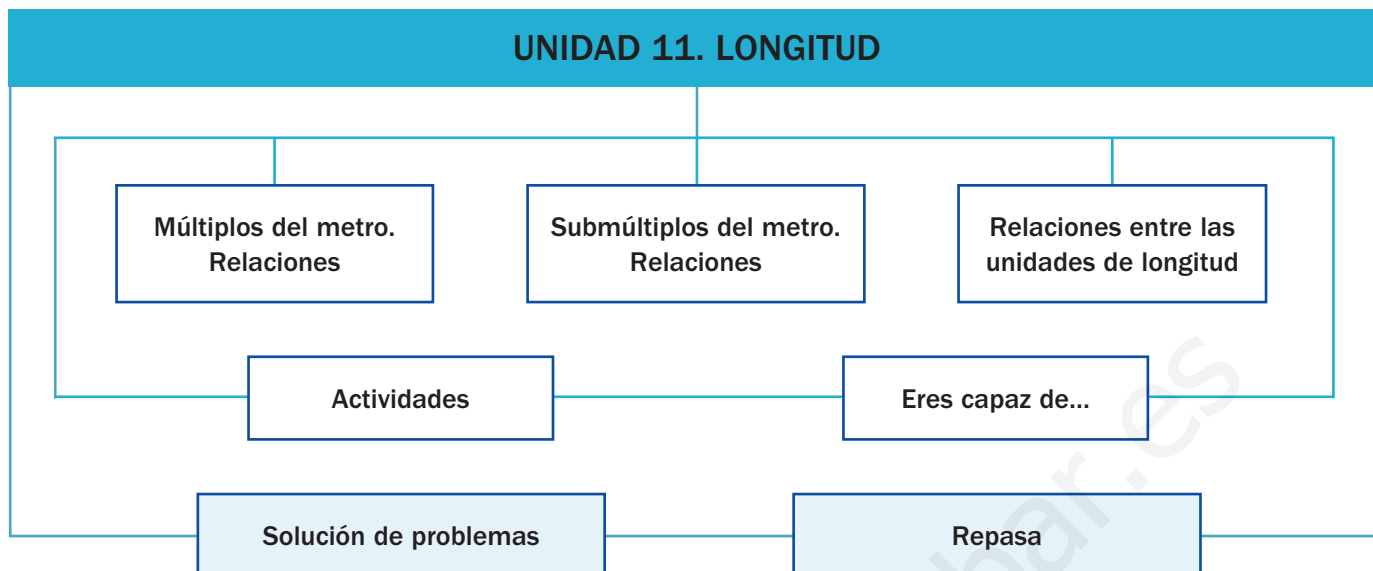 UNIDAD 11. LONGITUD
Múltiplos del metro.
Relaciones
Submúltiplos del metro.
Relaciones
Relaciones entre las
unidades de longitud
Actividades
Eres capaz de...
Solución de problemas
Repasa